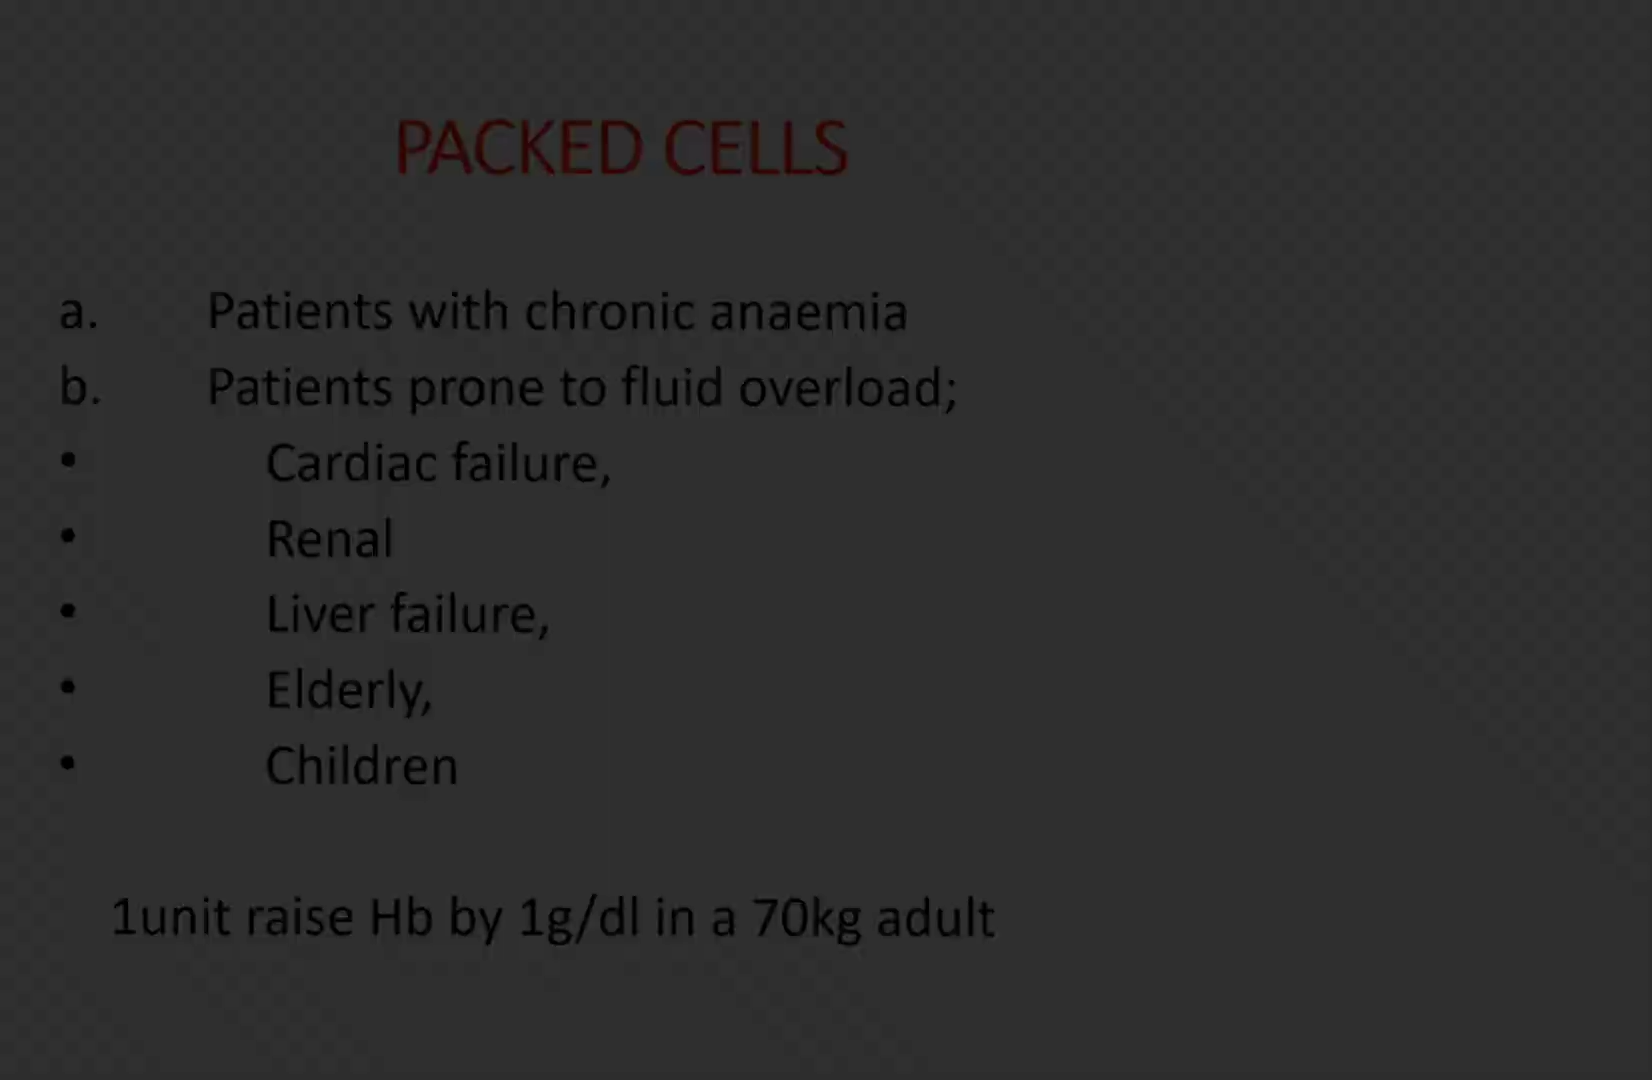 PACKED CELLS
a. Patients with chronic anaemia
b. Patients prone to fluid overload;
• Cardiac failure,
• Renal
• Liver failure,
• Elderly,
• Children
1unit raise Hb by 1g/dl in a 70kg adult